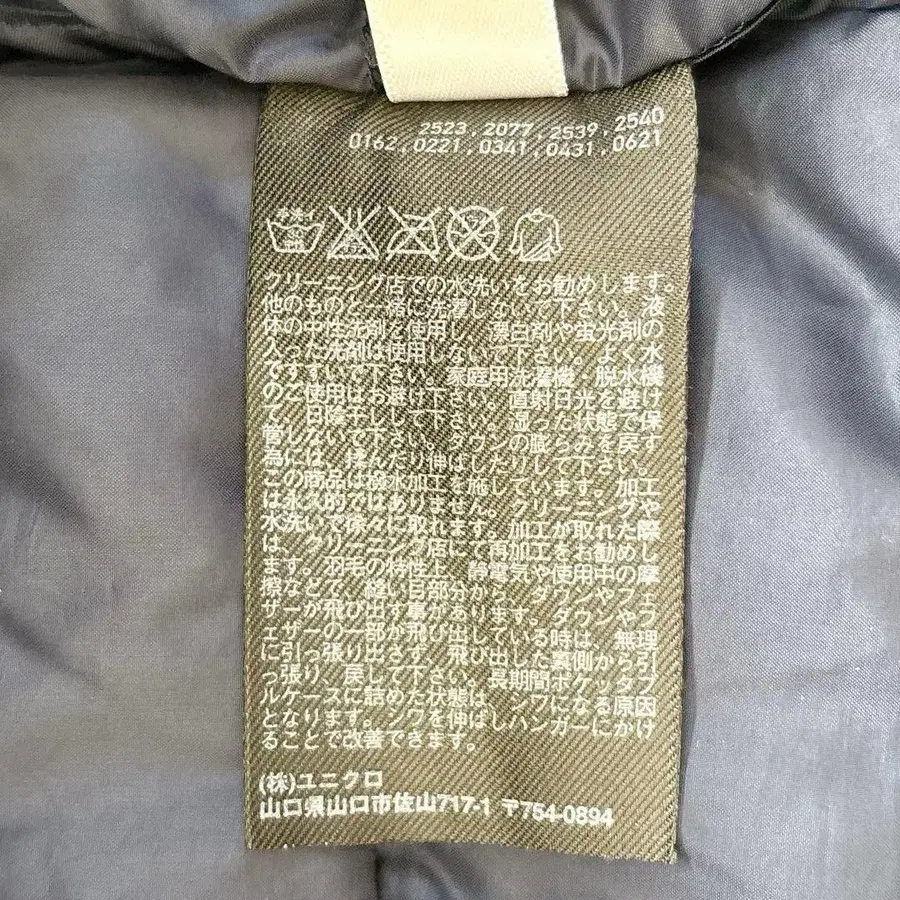 2523,2077,2539,2540
0162,0221,0341,0431,0621
手洗イ
中性
クリーニング店での水洗いをお勧めします。
他のものと一緒に洗濯しないで下さい。液
体の中性洗剤を使用し、漂白剤や蛍光剤の
入った洗剤は使用しないで下さい。よく水
ですすいで下さい。家庭用洗濯機・脱水機
のご使用はお避け下さい。直射日光を避け
て、日陰干しして下さい。湿った状態で保
管しないで下さい。ダウンの膨らみを戻す
為には、揉んだり伸ばしたりして下さい。
この商品は撥水加工を施しています。加工
は永久的ではありません。クリーニングや
水洗いで徐々に取れます。加工が取れた際
は、クリーニング店にて再加工をお勧めし
ます。羽毛の特性上、静電気や使用中の摩
擦などで、縫い目部分から、ダウンやフェ
ザーが飛び出す事があります。ダウンやフ
ェザーの一部が飛び出している時は、無理
に引っ張り出さず、飛び出した裏側から引
っ張り、戻して下さい。長期間ポケッタブ
ルケースに詰めた状態は、シワになる原因
となります。シワを伸ばしハンガーにかけ
ることで改善できます。
(株)ユニクロ
山口県山口市佐山717-1 〒754-0894